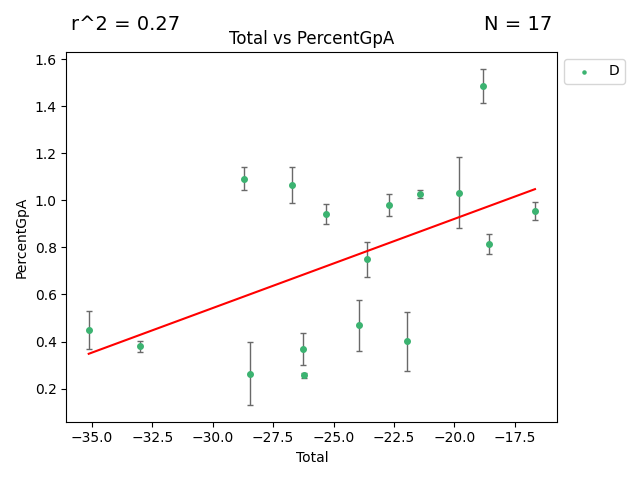 r^2 = 0.27
N = 17
Total vs PercentGpA
D
PercentGpA
1.6
1.4
1.2
1.0
0.8
0.6
0.4
0.2
−35.0 −32.5 −30.0 −27.5 −25.0 −22.5 −20.0 −17.5
Total